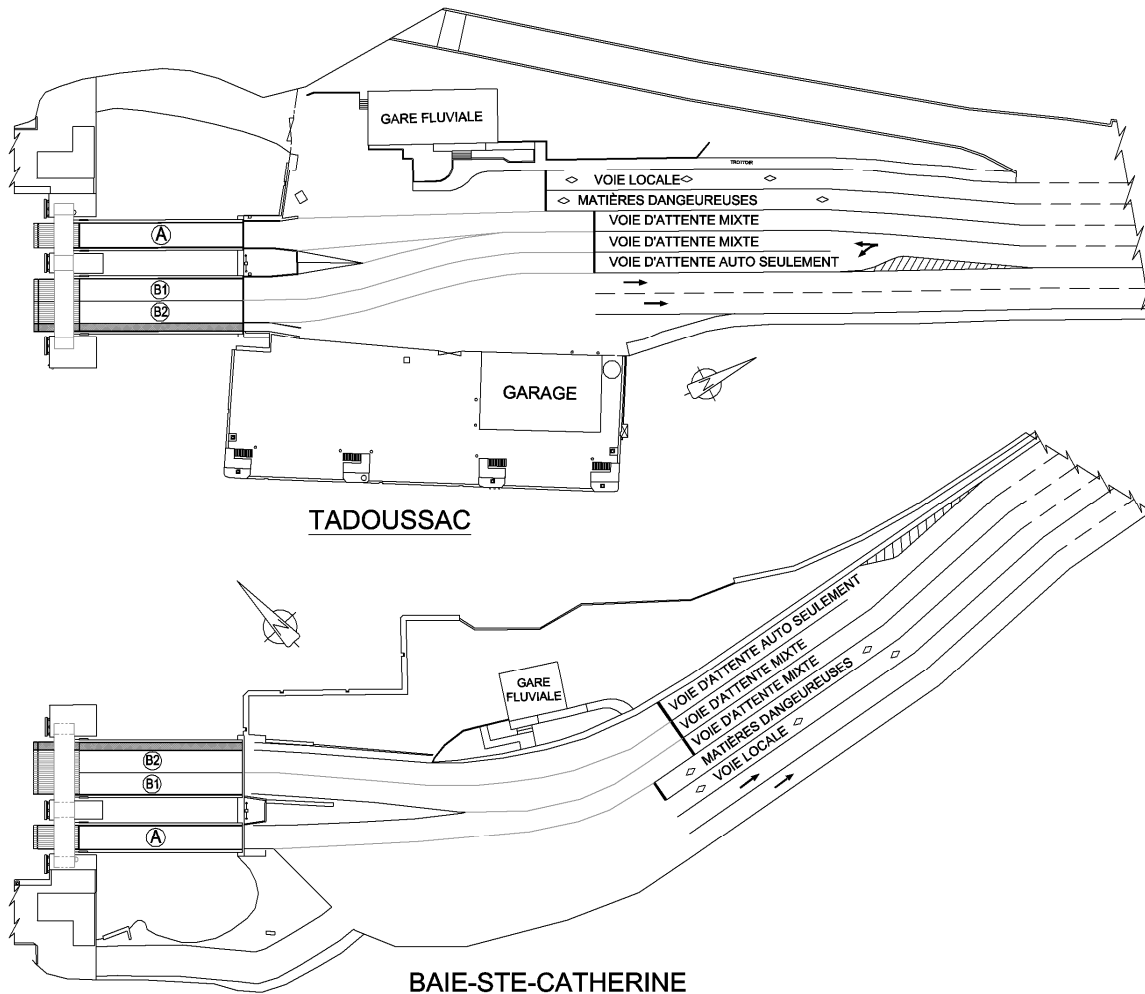 GARE FLUVIALE
TROTTOIR
VOIE LOCALE
MATIÈRES DANGEUREUSES
VOIE D'ATTENTE MIXTE
A
VOIE D'ATTENTE MIXTE
VOIE D'ATTENTE AUTO SEULEMENT
B1
B2
GARAGE
TADOUSSAC
VOIE D'ATTENTE AUTO SEULEMENT
VOIE D'ATTENTE MIXTE
VOIE D'ATTENTE MIXTE
MATIÈRES DANGEUREUSES
VOIE LOCALE
GARE
FLUVIALE
B2
B1
A
BAIE-STE-CATHERINE